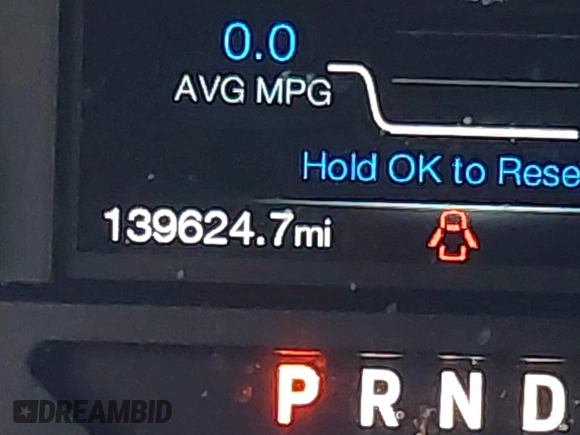 0.0
AVG MPG
Hold OK to Rese
139624.7mi
P R N D
DREAMBID